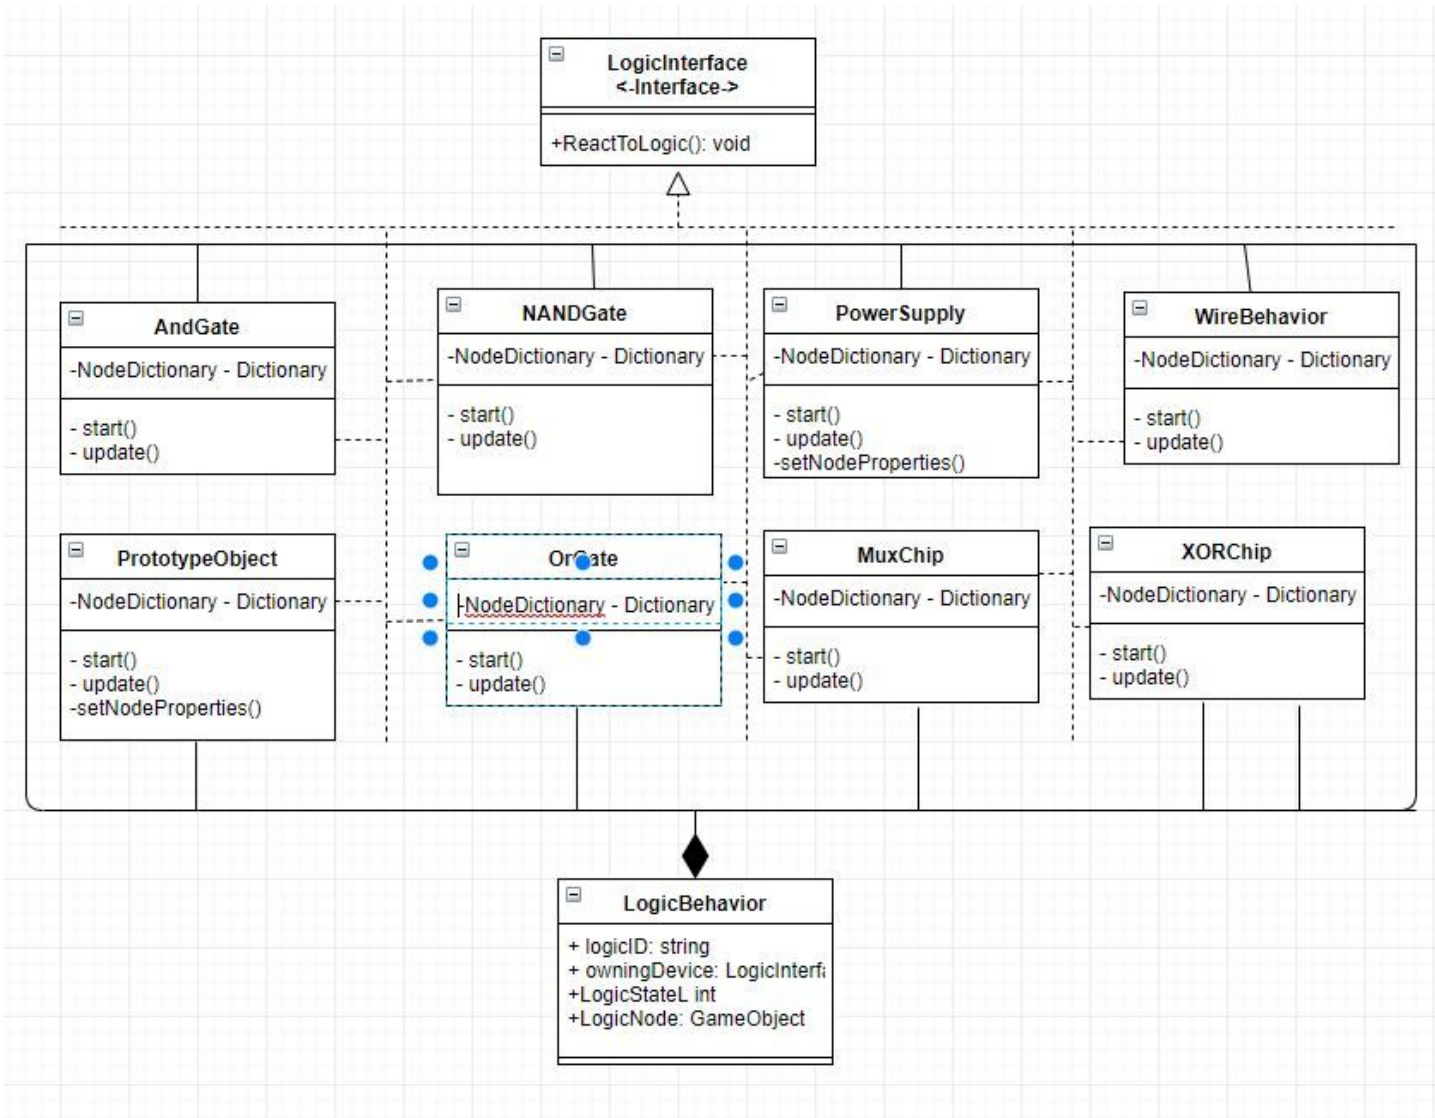 LogicInterface
<-Interface->
+ReactToLogic(): void
AndGate
-NodeDictionary - Dictionary
- start()
- update()
NANDGate
-NodeDictionary - Dictionary
- start()
- update()
PowerSupply
-NodeDictionary - Dictionary
- start()
- update()
-setNodeProperties()
WireBehavior
-NodeDictionary - Dictionary
- start()
- update()
PrototypeObject
-NodeDictionary - Dictionary
- start()
- update()
-setNodeProperties()
OrGate
-NodeDictionary - Dictionary
- start()
- update()
MuxChip
-NodeDictionary - Dictionary
- start()
- update()
XORChip
-NodeDictionary - Dictionary
- start()
- update()
LogicBehavior
+ logicID: string
+ owningDevice: LogicInterfa
+LogicStateL int
+LogicNode: GameObject